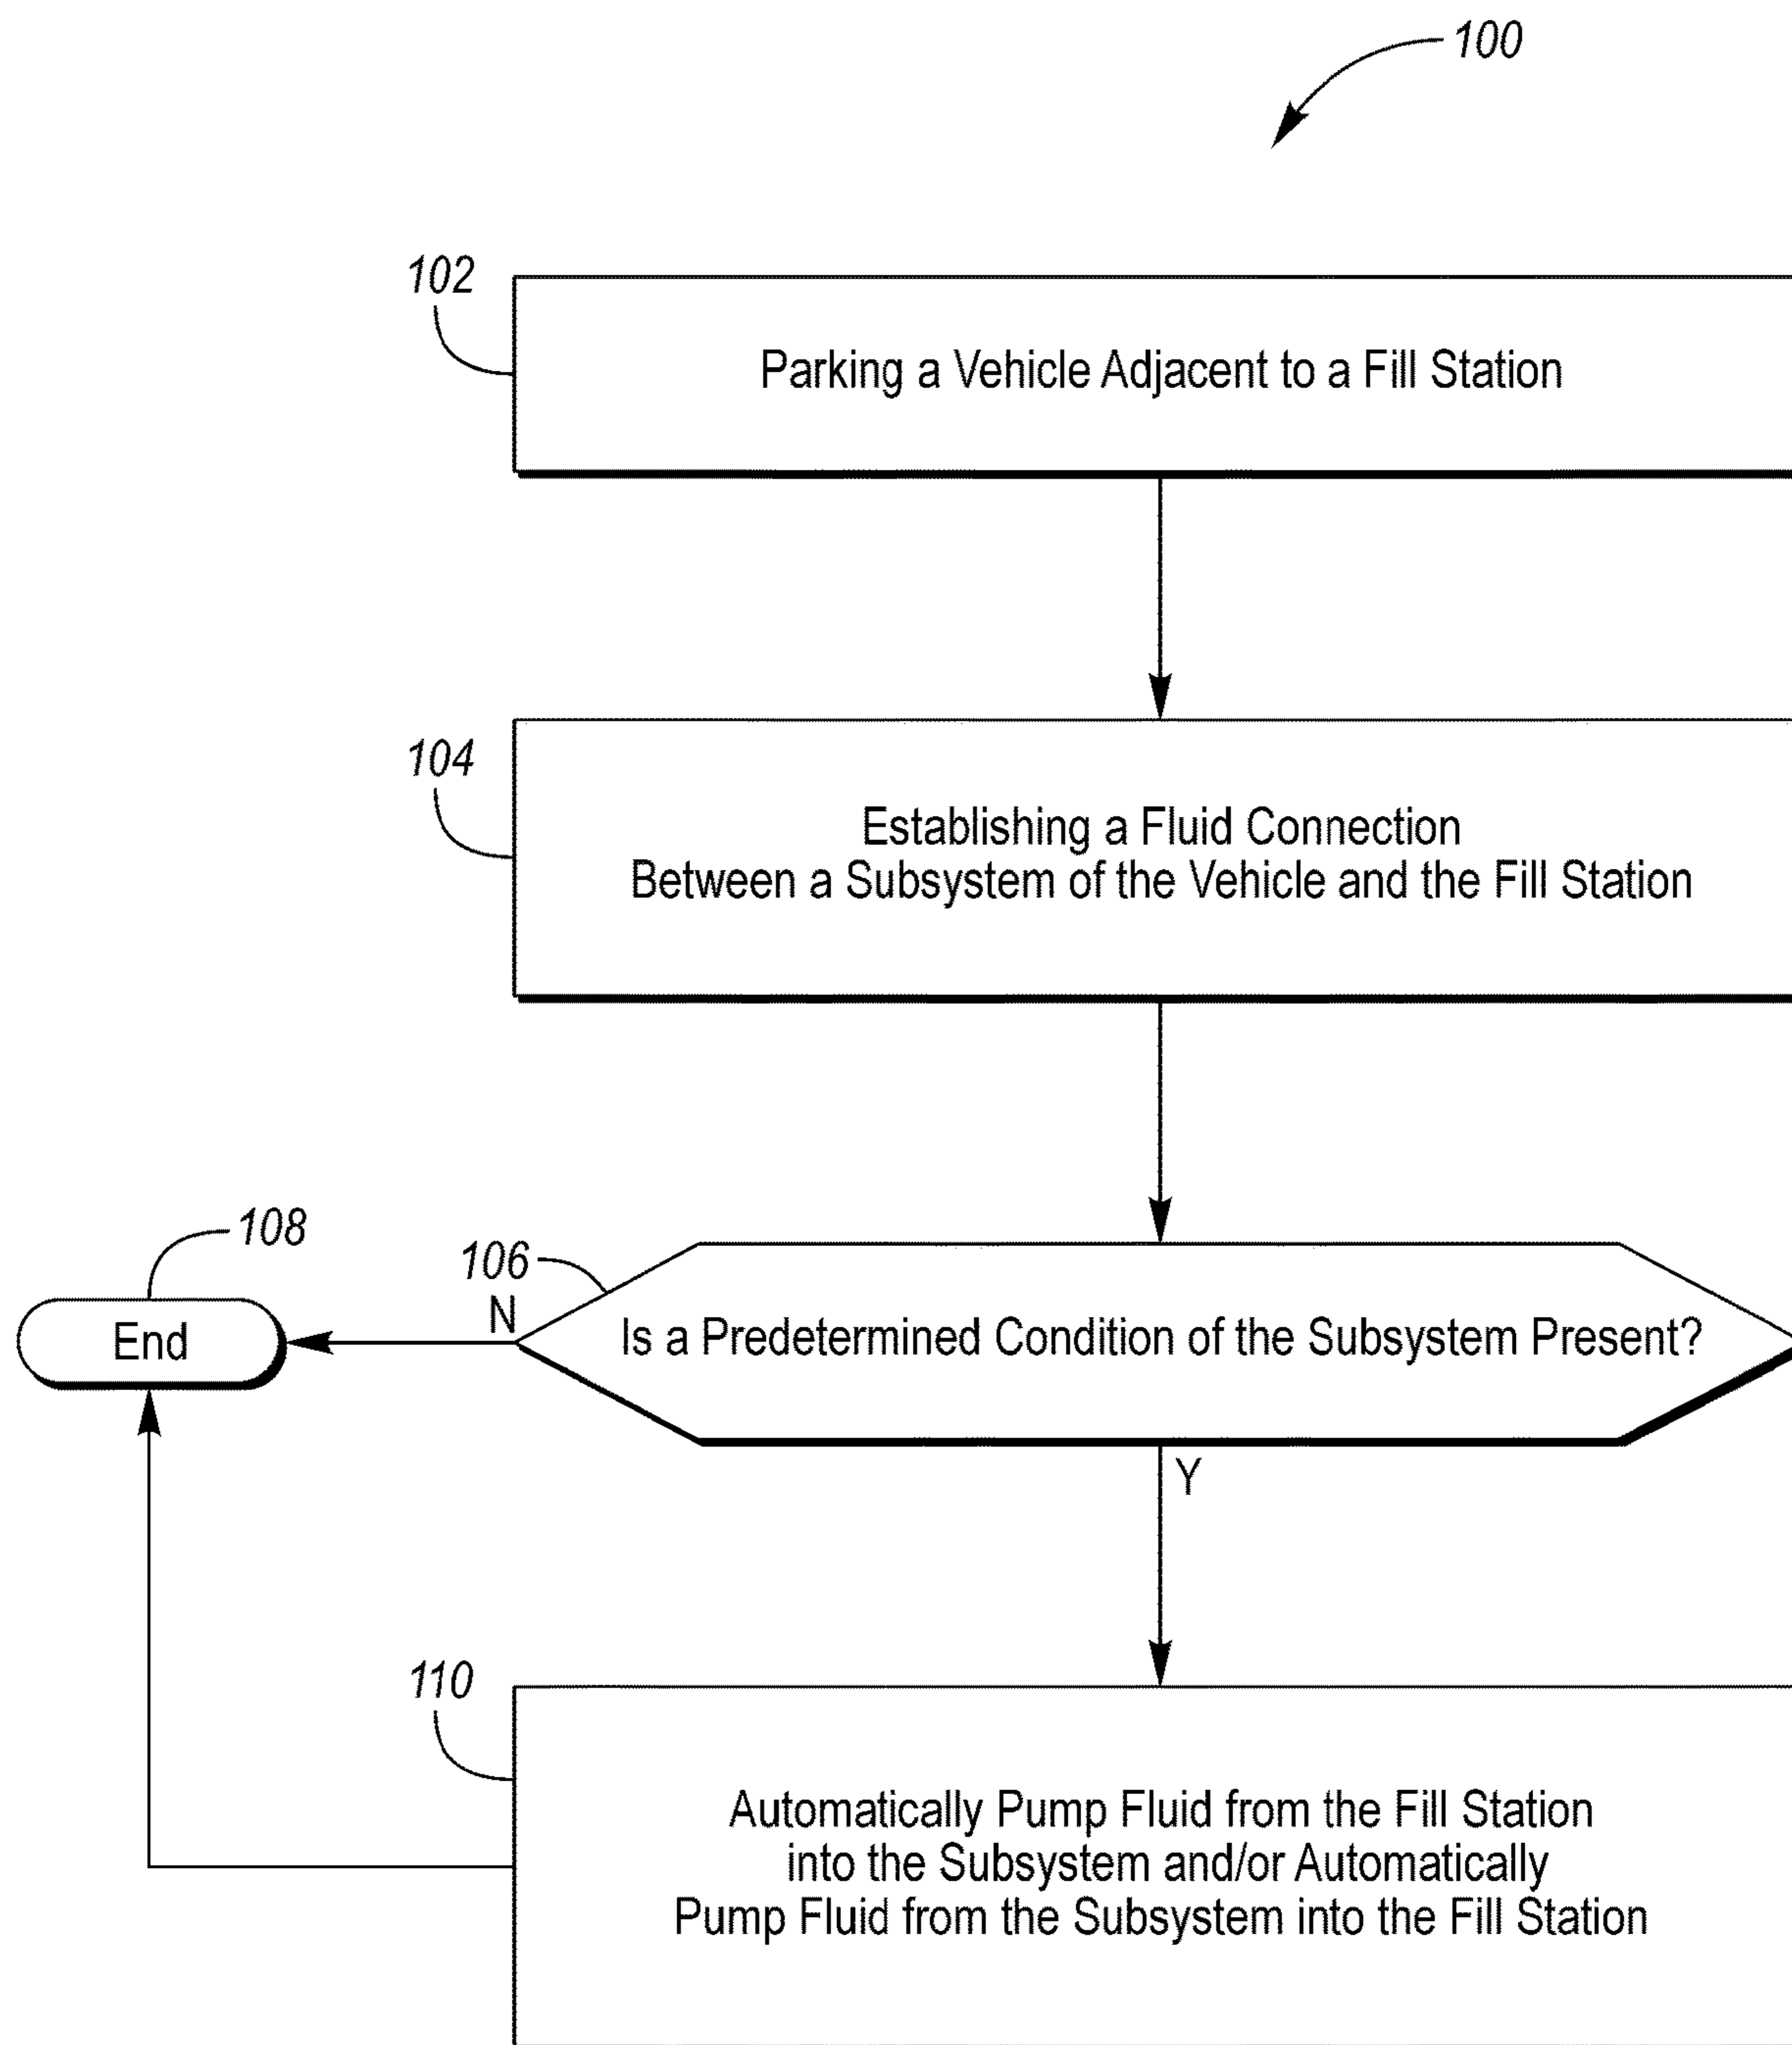 100
102
Parking a Vehicle Adjacent to a Fill Station
104
Establishing a Fluid Connection
Between a Subsystem of the Vehicle and the Fill Station
108
106
N
End
Is a Predetermined Condition of the Subsystem Present?
Y
110
Automatically Pump Fluid from the Fill Station
into the Subsystem and/or Automatically
Pump Fluid from the Subsystem into the Fill Station